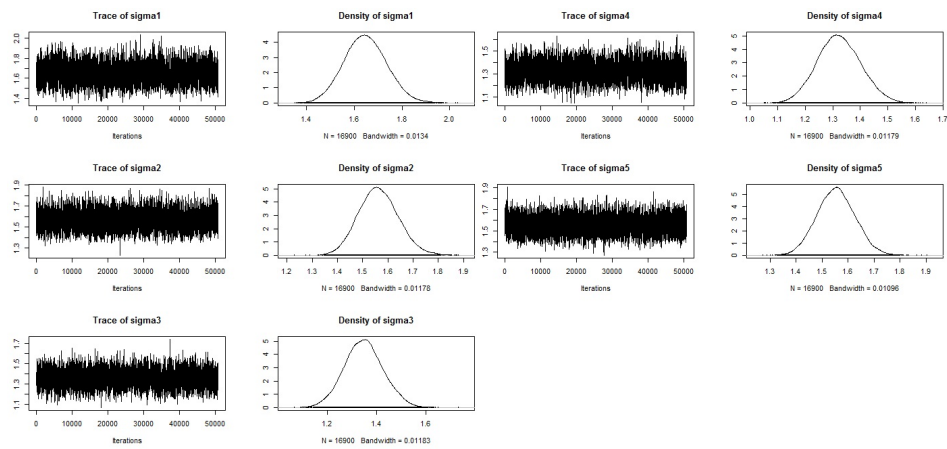 Trace of sigma1
2.0
1.8
1.6
1.4
0 10000 20000 30000 40000 50000
Iterations
Density of sigma1
4
3
2
1
0
1.4 1.6 1.8 2.0
N = 16900 Bandwidth = 0.0134
Trace of sigma4
1.5
1.3
1.1
0 10000 20000 30000 40000 50000
Iterations
Density of sigma4
5
4
3
2
1
0
1.0 1.1 1.2 1.3 1.4 1.5 1.6 1.7
N = 16900 Bandwidth = 0.01179
Trace of sigma2
1.9
1.7
1.5
1.3
0 10000 20000 30000 40000 50000
Iterations
Density of sigma2
5
4
3
2
1
0
1.2 1.3 1.4 1.5 1.6 1.7 1.8 1.9
N = 16900 Bandwidth = 0.01178
Trace of sigma5
1.9
1.7
1.5
1.3
0 10000 20000 30000 40000 50000
Iterations
Density of sigma5
5
4
3
2
1
0
1.3 1.4 1.5 1.6 1.7 1.8 1.9
N = 16900 Bandwidth = 0.01096
Trace of sigma3
1.7
1.5
1.3
1.1
0 10000 20000 30000 40000 50000
Iterations
Density of sigma3
5
4
3
2
1
0
1.2 1.4 1.6
N = 16900 Bandwidth = 0.01183